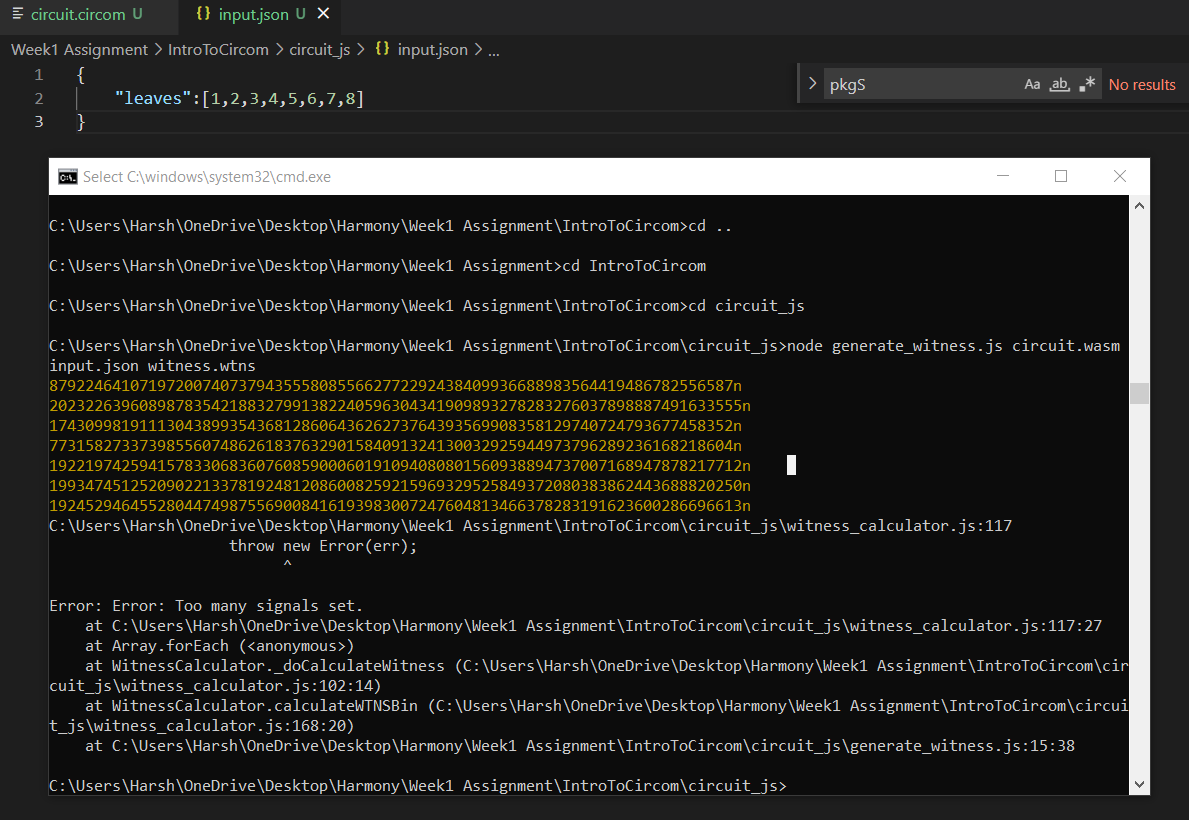 circuit.circom U {} input.json U
Week1 Assignment > IntroToCircom > circuit_js > {} input.json > ...
1 {
2 "leaves":[1,2,3,4,5,6,7,8]
3 }
pkgS Aa ab .* No results
Select C:\windows\system32\cmd.exe
C:\Users\Harsh\OneDrive\Desktop\Harmony\Week1 Assignment\IntroToCircom>cd ..
C:\Users\Harsh\OneDrive\Desktop\Harmony\Week1 Assignment>cd IntroToCircom
C:\Users\Harsh\OneDrive\Desktop\Harmony\Week1 Assignment\IntroToCircom>cd circuit_js
C:\Users\Harsh\OneDrive\Desktop\Harmony\Week1 Assignment\IntroToCircom\circuit_js>node generate_witness.js circuit.wasm
input.json witness.wtns
8792246410719720074073794355580855662772292438409936688983564419486782556587n
20232263960898783542188327991382240596304341909893278283276037898887491633555n
1743099819111304389935436812860643626273764393569908358129740724793677458352n
7731582733739855607486261837632901584091324130032925944973796289236168218604n
19221974259415783306836076085900060191094080801560938894737007168947878217712n
19934745125209022133781924812086008259215969329525849372080383862443688820250n
19245294645528044749875569008416193983007247604813466378283191623600286696613n
C:\Users\Harsh\OneDrive\Desktop\Harmony\Week1 Assignment\IntroToCircom\circuit_js\witness_calculator.js:117
throw new Error(err);
^
Error: Error: Too many signals set.
at C:\Users\Harsh\OneDrive\Desktop\Harmony\Week1 Assignment\IntroToCircom\circuit_js\witness_calculator.js:117:27
at Array.forEach (<anonymous>)
at WitnessCalculator._doCalculateWitness (C:\Users\Harsh\OneDrive\Desktop\Harmony\Week1 Assignment\IntroToCircom\cir
cuit_js\witness_calculator.js:102:14)
at WitnessCalculator.calculateWTNSBin (C:\Users\Harsh\OneDrive\Desktop\Harmony\Week1 Assignment\IntroToCircom\circui
t_js\witness_calculator.js:168:20)
at C:\Users\Harsh\OneDrive\Desktop\Harmony\Week1 Assignment\IntroToCircom\circuit_js\generate_witness.js:15:38
C:\Users\Harsh\OneDrive\Desktop\Harmony\Week1 Assignment\IntroToCircom\circuit_js>